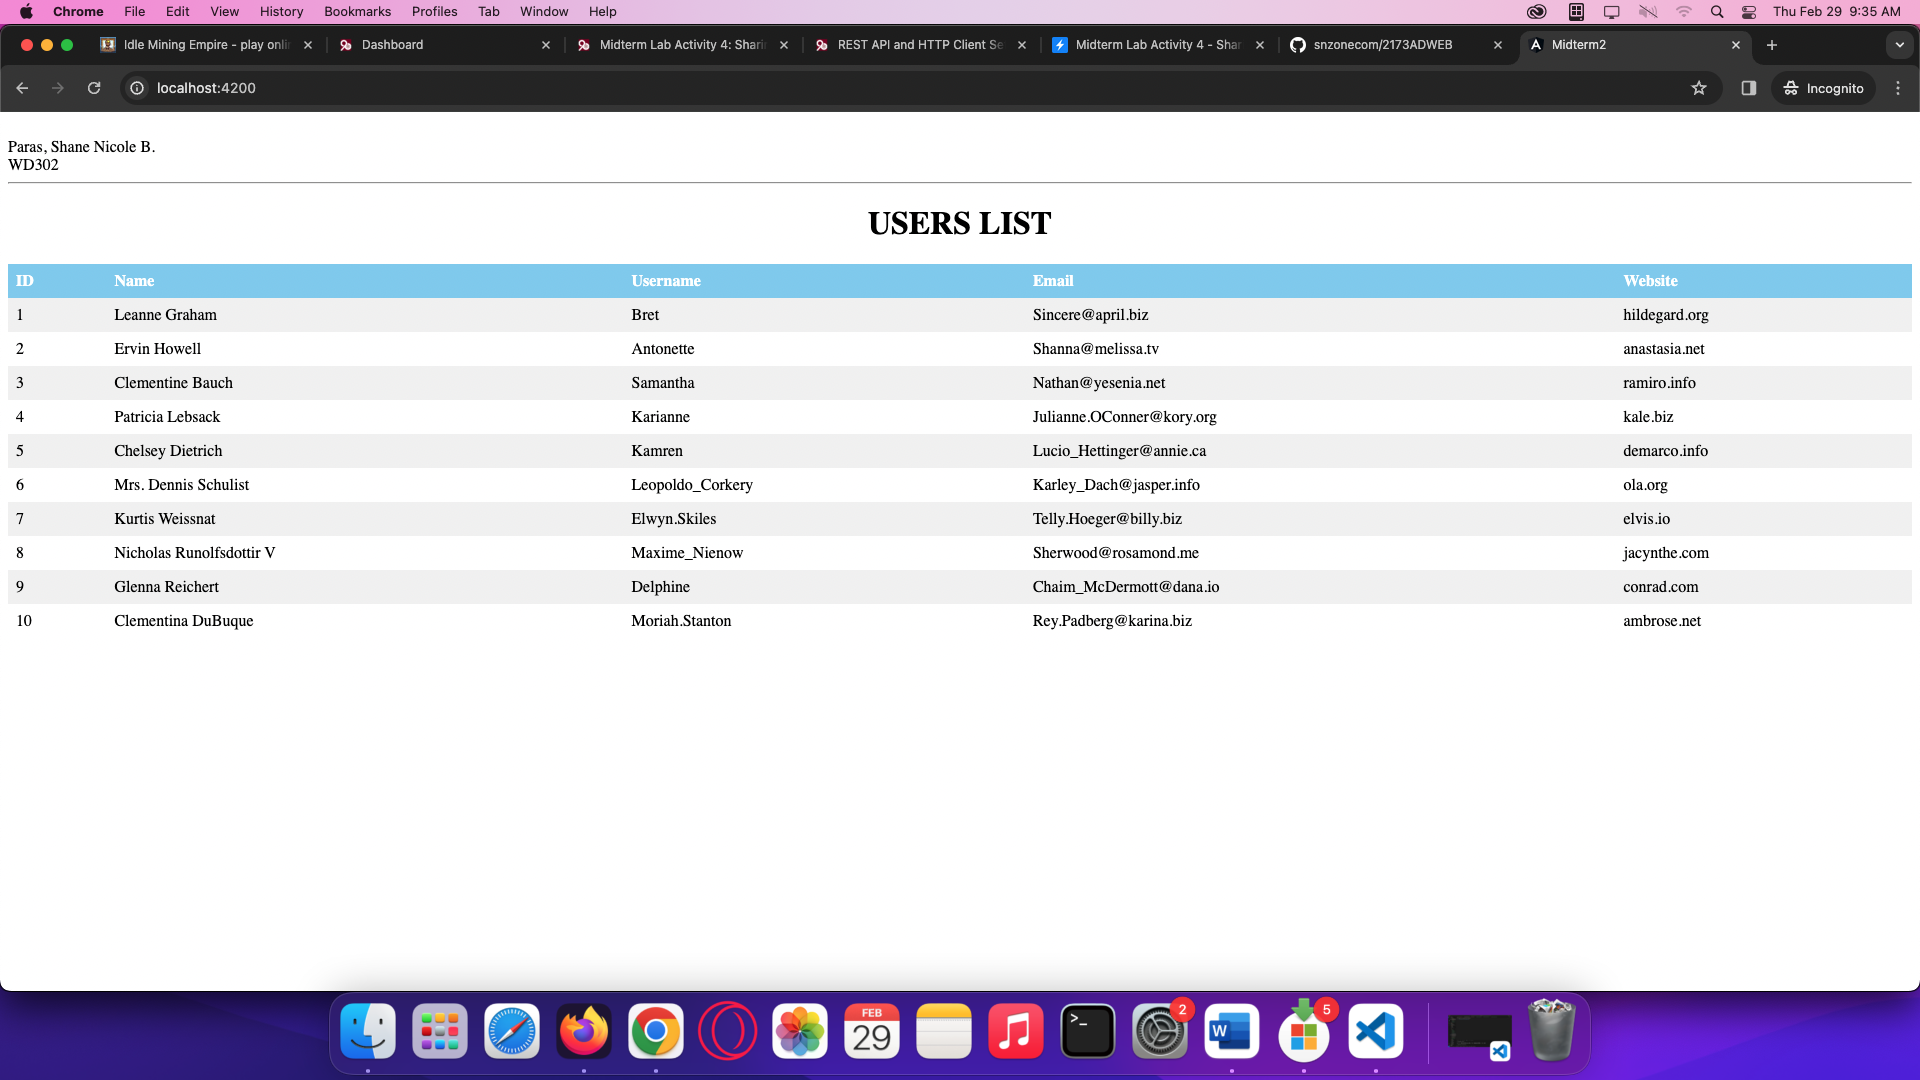 Chrome File Edit View History Bookmarks Profiles Tab Window Help Thu Feb 29 9:35 AM
Idle Mining Empire - play onli Dashboard Midterm Lab Activity 4: Shari REST API and HTTP Client Se Midterm Lab Activity 4 - Shar snzonecom/2173ADWEB Midterm2
localhost:4200 Incognito
Paras, Shane Nicole B.
WD302
USERS LIST
ID Name Username Email Website
1 Leanne Graham Bret Sincere@april.biz hildegard.org
2 Ervin Howell Antonette Shanna@melissa.tv anastasia.net
3 Clementine Bauch Samantha Nathan@yesenia.net ramiro.info
4 Patricia Lebsack Karianne Julianne.OConner@kory.org kale.biz
5 Chelsey Dietrich Kamren Lucio_Hettinger@annie.ca demarco.info
6 Mrs. Dennis Schulist Leopoldo_Corkery Karley_Dach@jasper.info ola.org
7 Kurtis Weissnat Elwyn.Skiles Telly.Hoeger@billy.biz elvis.io
8 Nicholas Runolfsdottir V Maxime_Nienow Sherwood@rosamond.me jacynthe.com
9 Glenna Reichert Delphine Chaim_McDermott@dana.io conrad.com
10 Clementina DuBuque Moriah.Stanton Rey.Padberg@karina.biz ambrose.net
FEB 2 5
29 >_ W